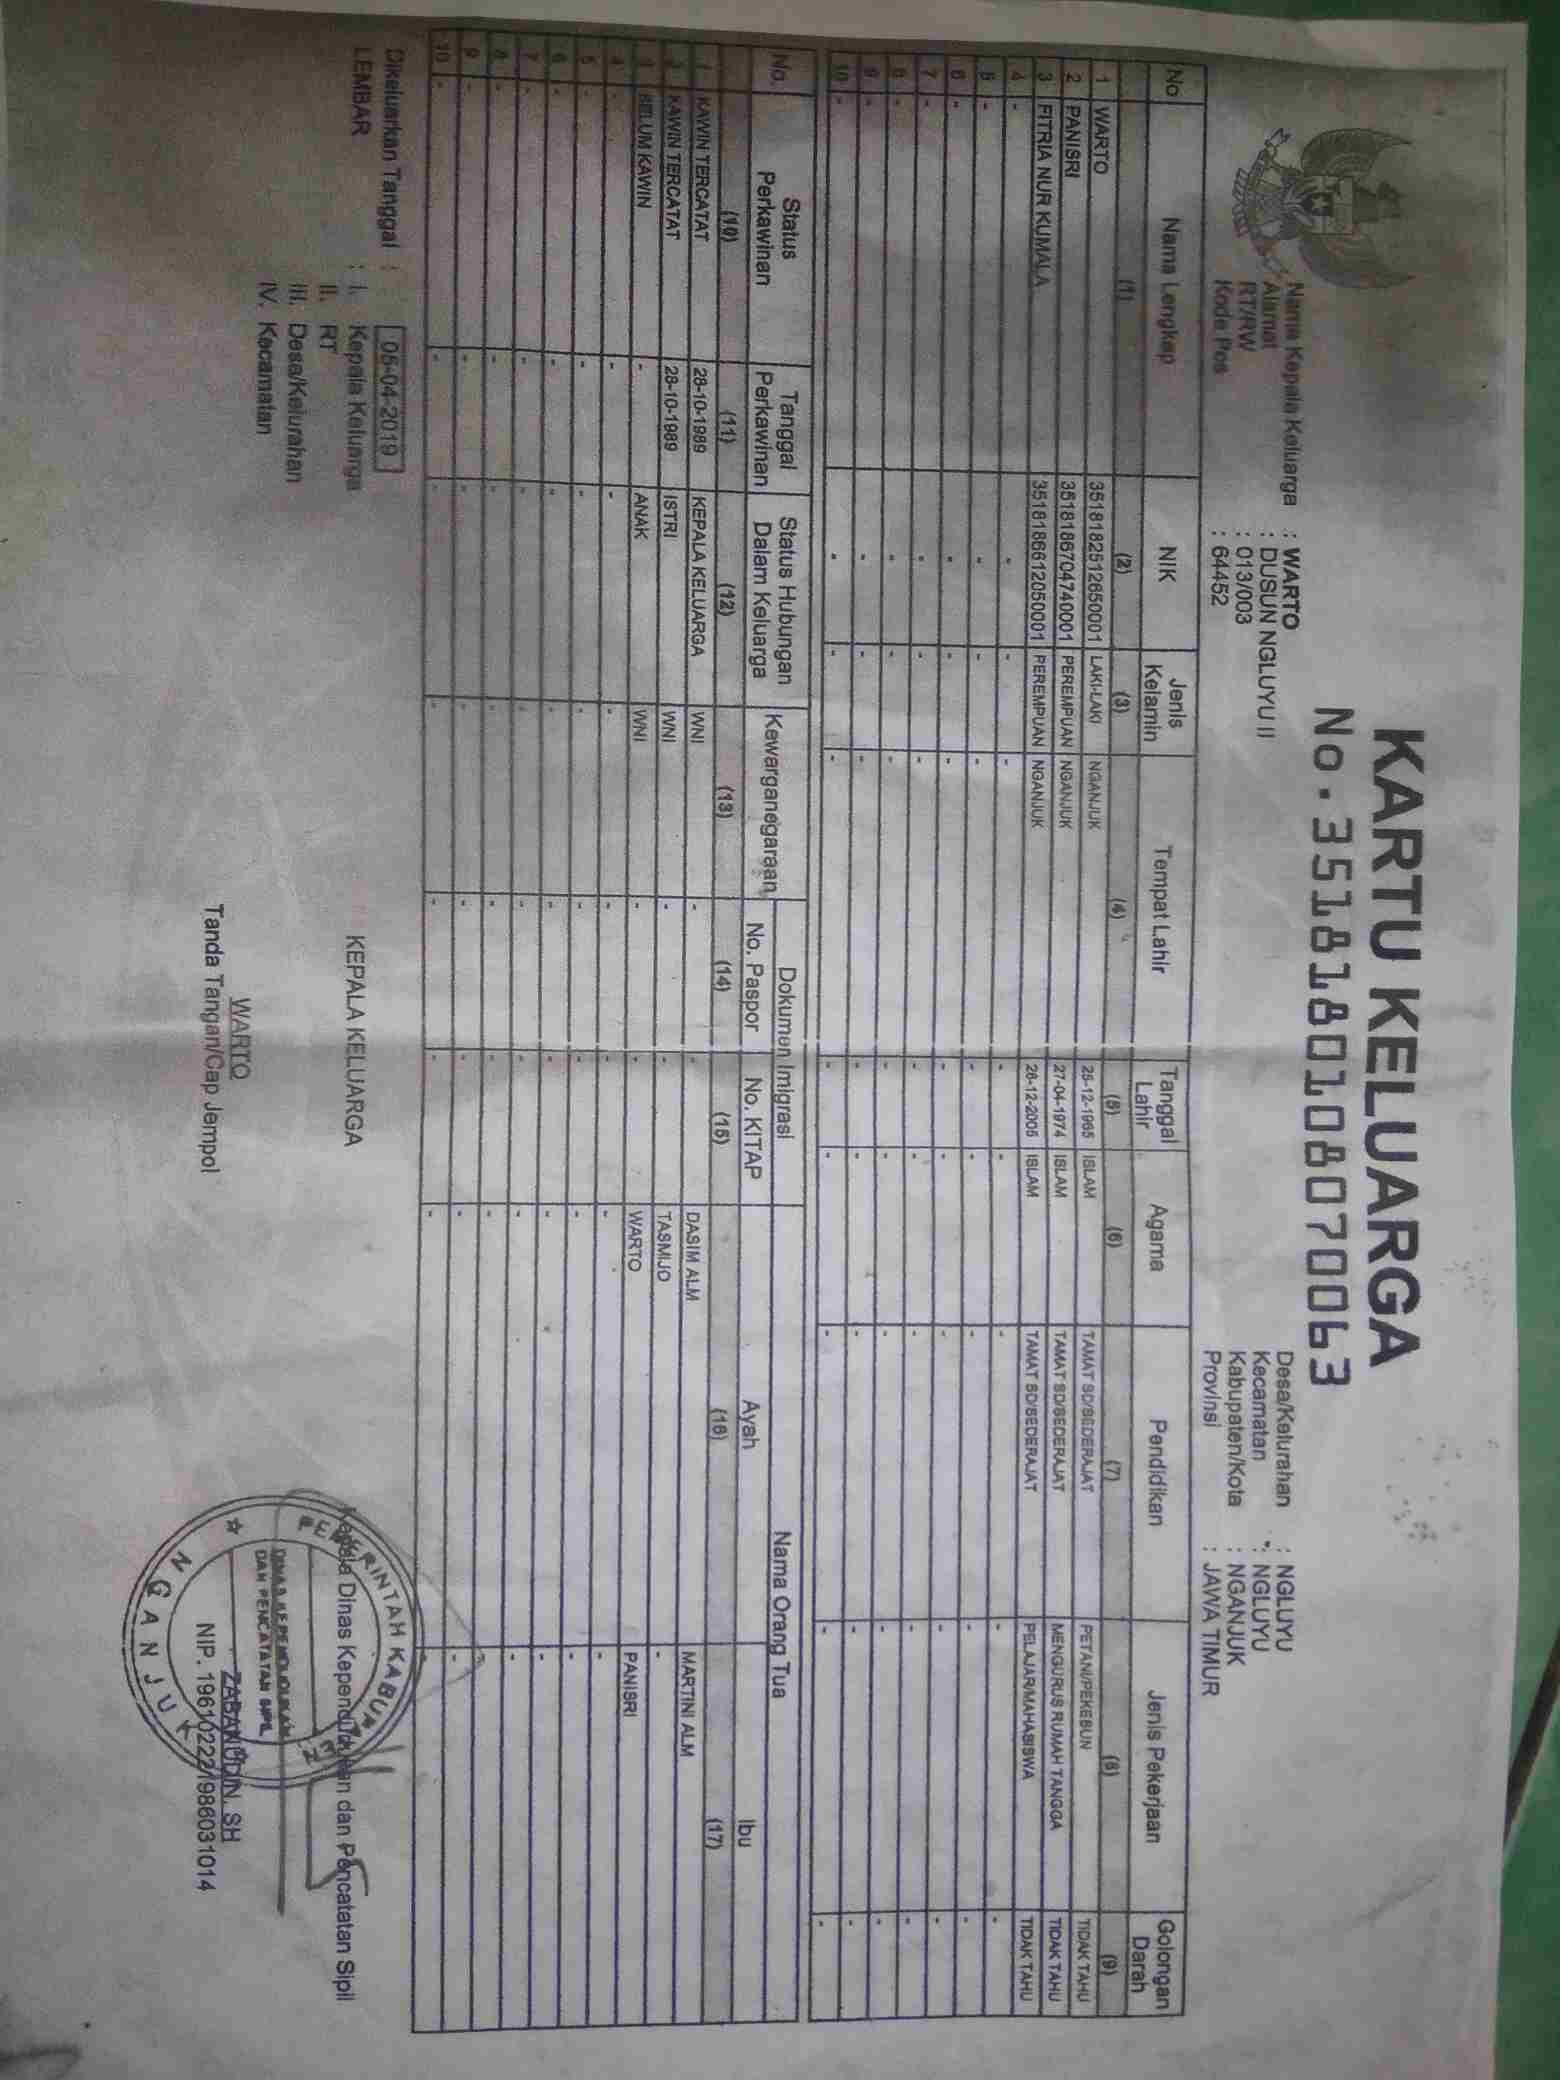 KARTU KELUARGA
No. 3518180108070063
Nama Kepala Keluarga : WARTO
Alamat : DUSUN NGLUYU II
RT/RW : 013/003
Kode Pos : 64452
Desa/Kelurahan : NGLUYU
Kecamatan : NGLUYU
Kabupaten/Kota : NGANJUK
Provinsi : JAWA TIMUR
No Nama Lengkap NIK Jenis Kelamin Tempat Lahir Tanggal Lahir Agama Pendidikan Jenis Pekerjaan Golongan Darah
(1) (2) (3) (4) (5) (6) (7) (8) (9)
1 WARTO 3518182512650001 LAKI-LAKI NGANJUK 25-12-1965 ISLAM TAMAT SD/SEDERAJAT PETANI/PEKEBUN TIDAK TAHU
2 PANISRI 3518186704740001 PEREMPUAN NGANJUK 27-04-1974 ISLAM TAMAT SD/SEDERAJAT MENGURUS RUMAH TANGGA TIDAK TAHU
3 FITRIA NUR KUMALA 3518186612050001 PEREMPUAN NGANJUK 26-12-2005 ISLAM TAMAT SD/SEDERAJAT PELAJAR/MAHASISWA TIDAK TAHU
4 - - - - - - - - -
5 - - - - - - - - -
6 - - - - - - - - -
7 - - - - - - - - -
8 - - - - - - - - -
9 - - - - - - - - -
10 - - - - - - - - -
No. Status Perkawinan Tanggal Perkawinan Status Hubungan Dalam Keluarga Kewarganegaraan Dokumen Imigrasi Nama Orang Tua
No. Paspor No. KITAP Ayah Ibu
(10) (11) (12) (13) (14) (15) (16) (17)
1 KAWIN TERCATAT 28-10-1989 KEPALA KELUARGA WNI - - DASIM ALM MARTINI ALM
2 KAWIN TERCATAT 28-10-1989 ISTRI WNI - - TASMIJO -
3 BELUM KAWIN - ANAK WNI - - WARTO PANISRI
4 - - - - - - - -
5 - - - - - - - -
6 - - - - - - - -
7 - - - - - - - -
8 - - - - - - - -
9 - - - - - - - -
10 - - - - - - - -
Dikeluarkan Tanggal : 05-04-2019
LEMBAR : I. Kepala Keluarga
II. RT
III. Desa/Kelurahan
IV. Kecamatan
KEPALA KELUARGA
WARTO
Tanda Tangan/Cap Jempol
Kepala Dinas Kependudukan dan Pencatatan Sipil
PEMERINTAH KABUPATEN
DINAS KEPENDUDUKAN
DAN PENCATATAN SIPIL
NGANJUK
ZABANUDIN, SH
NIP. 196102221986031014